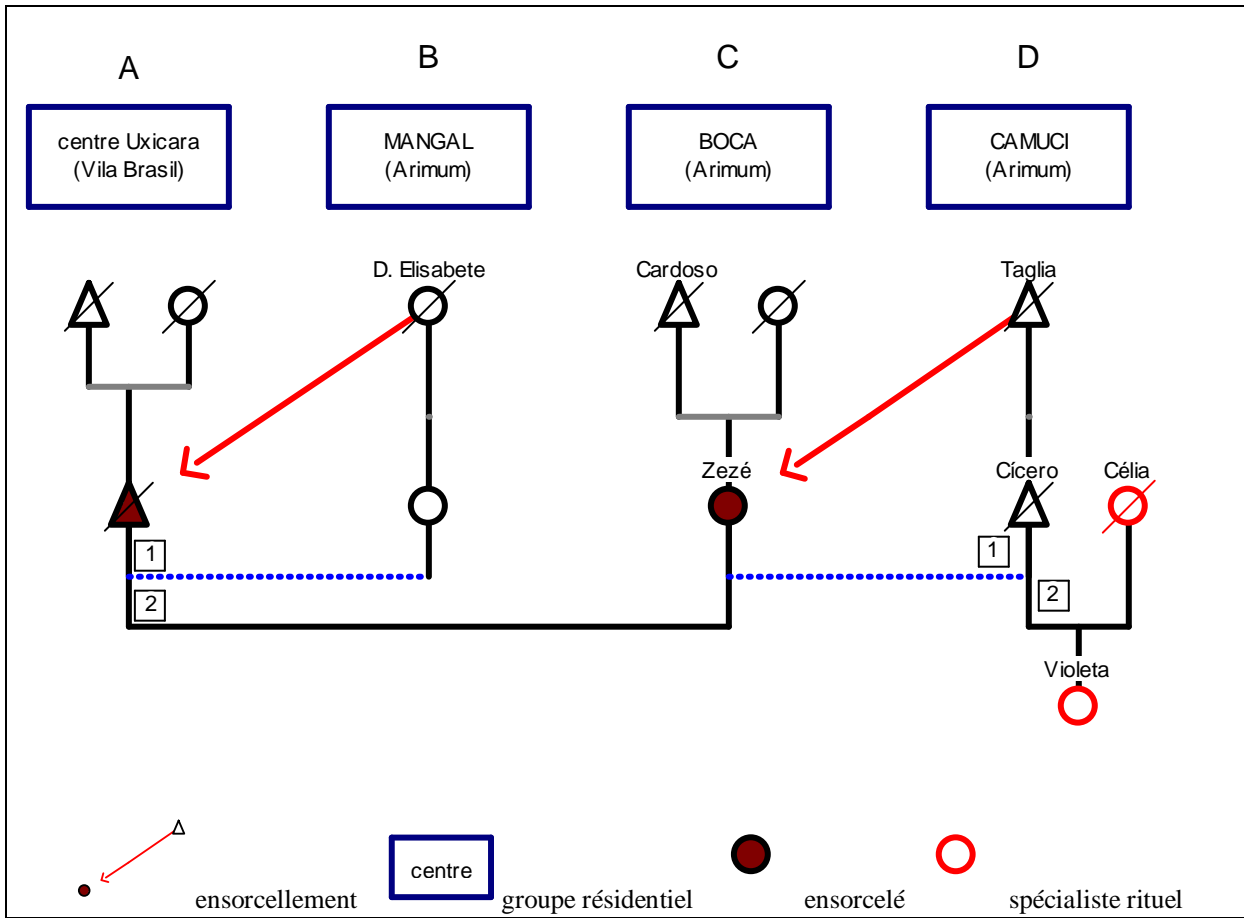 A
B
C
D
centre Uxicara
(Vila Brasil)
MANGAL
(Arimum)
BOCA
(Arimum)
CAMUCI
(Arimum)
D. Elisabete
Cardoso
Taglia
Zezé
Cícero
Célia
1
1
2
2
Violeta
centre
ensorcellement
groupe résidentiel
ensorcelé
spécialiste rituel